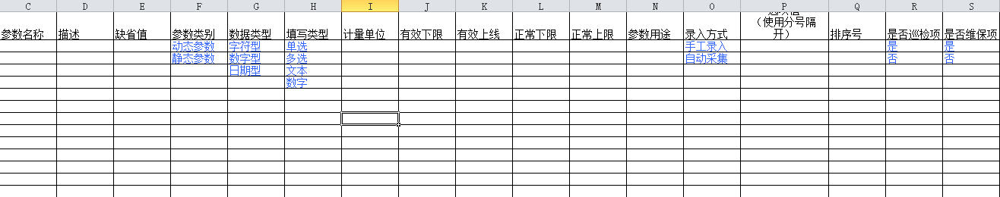 C D E F G H I J K L M N O P Q R S
参数名称 描述 缺省值 参数类别 数据类型 填写类型 计量单位 有效下限 有效上线 正常下限 正常上限 参数用途 录入方式 （使用分号隔开） 排序号 是否巡检项 是否维保项
动态参数 字符型 单选 手工录入 是 是
静态参数 数字型 多选 自动采集 否 否
日期型 文本
数字